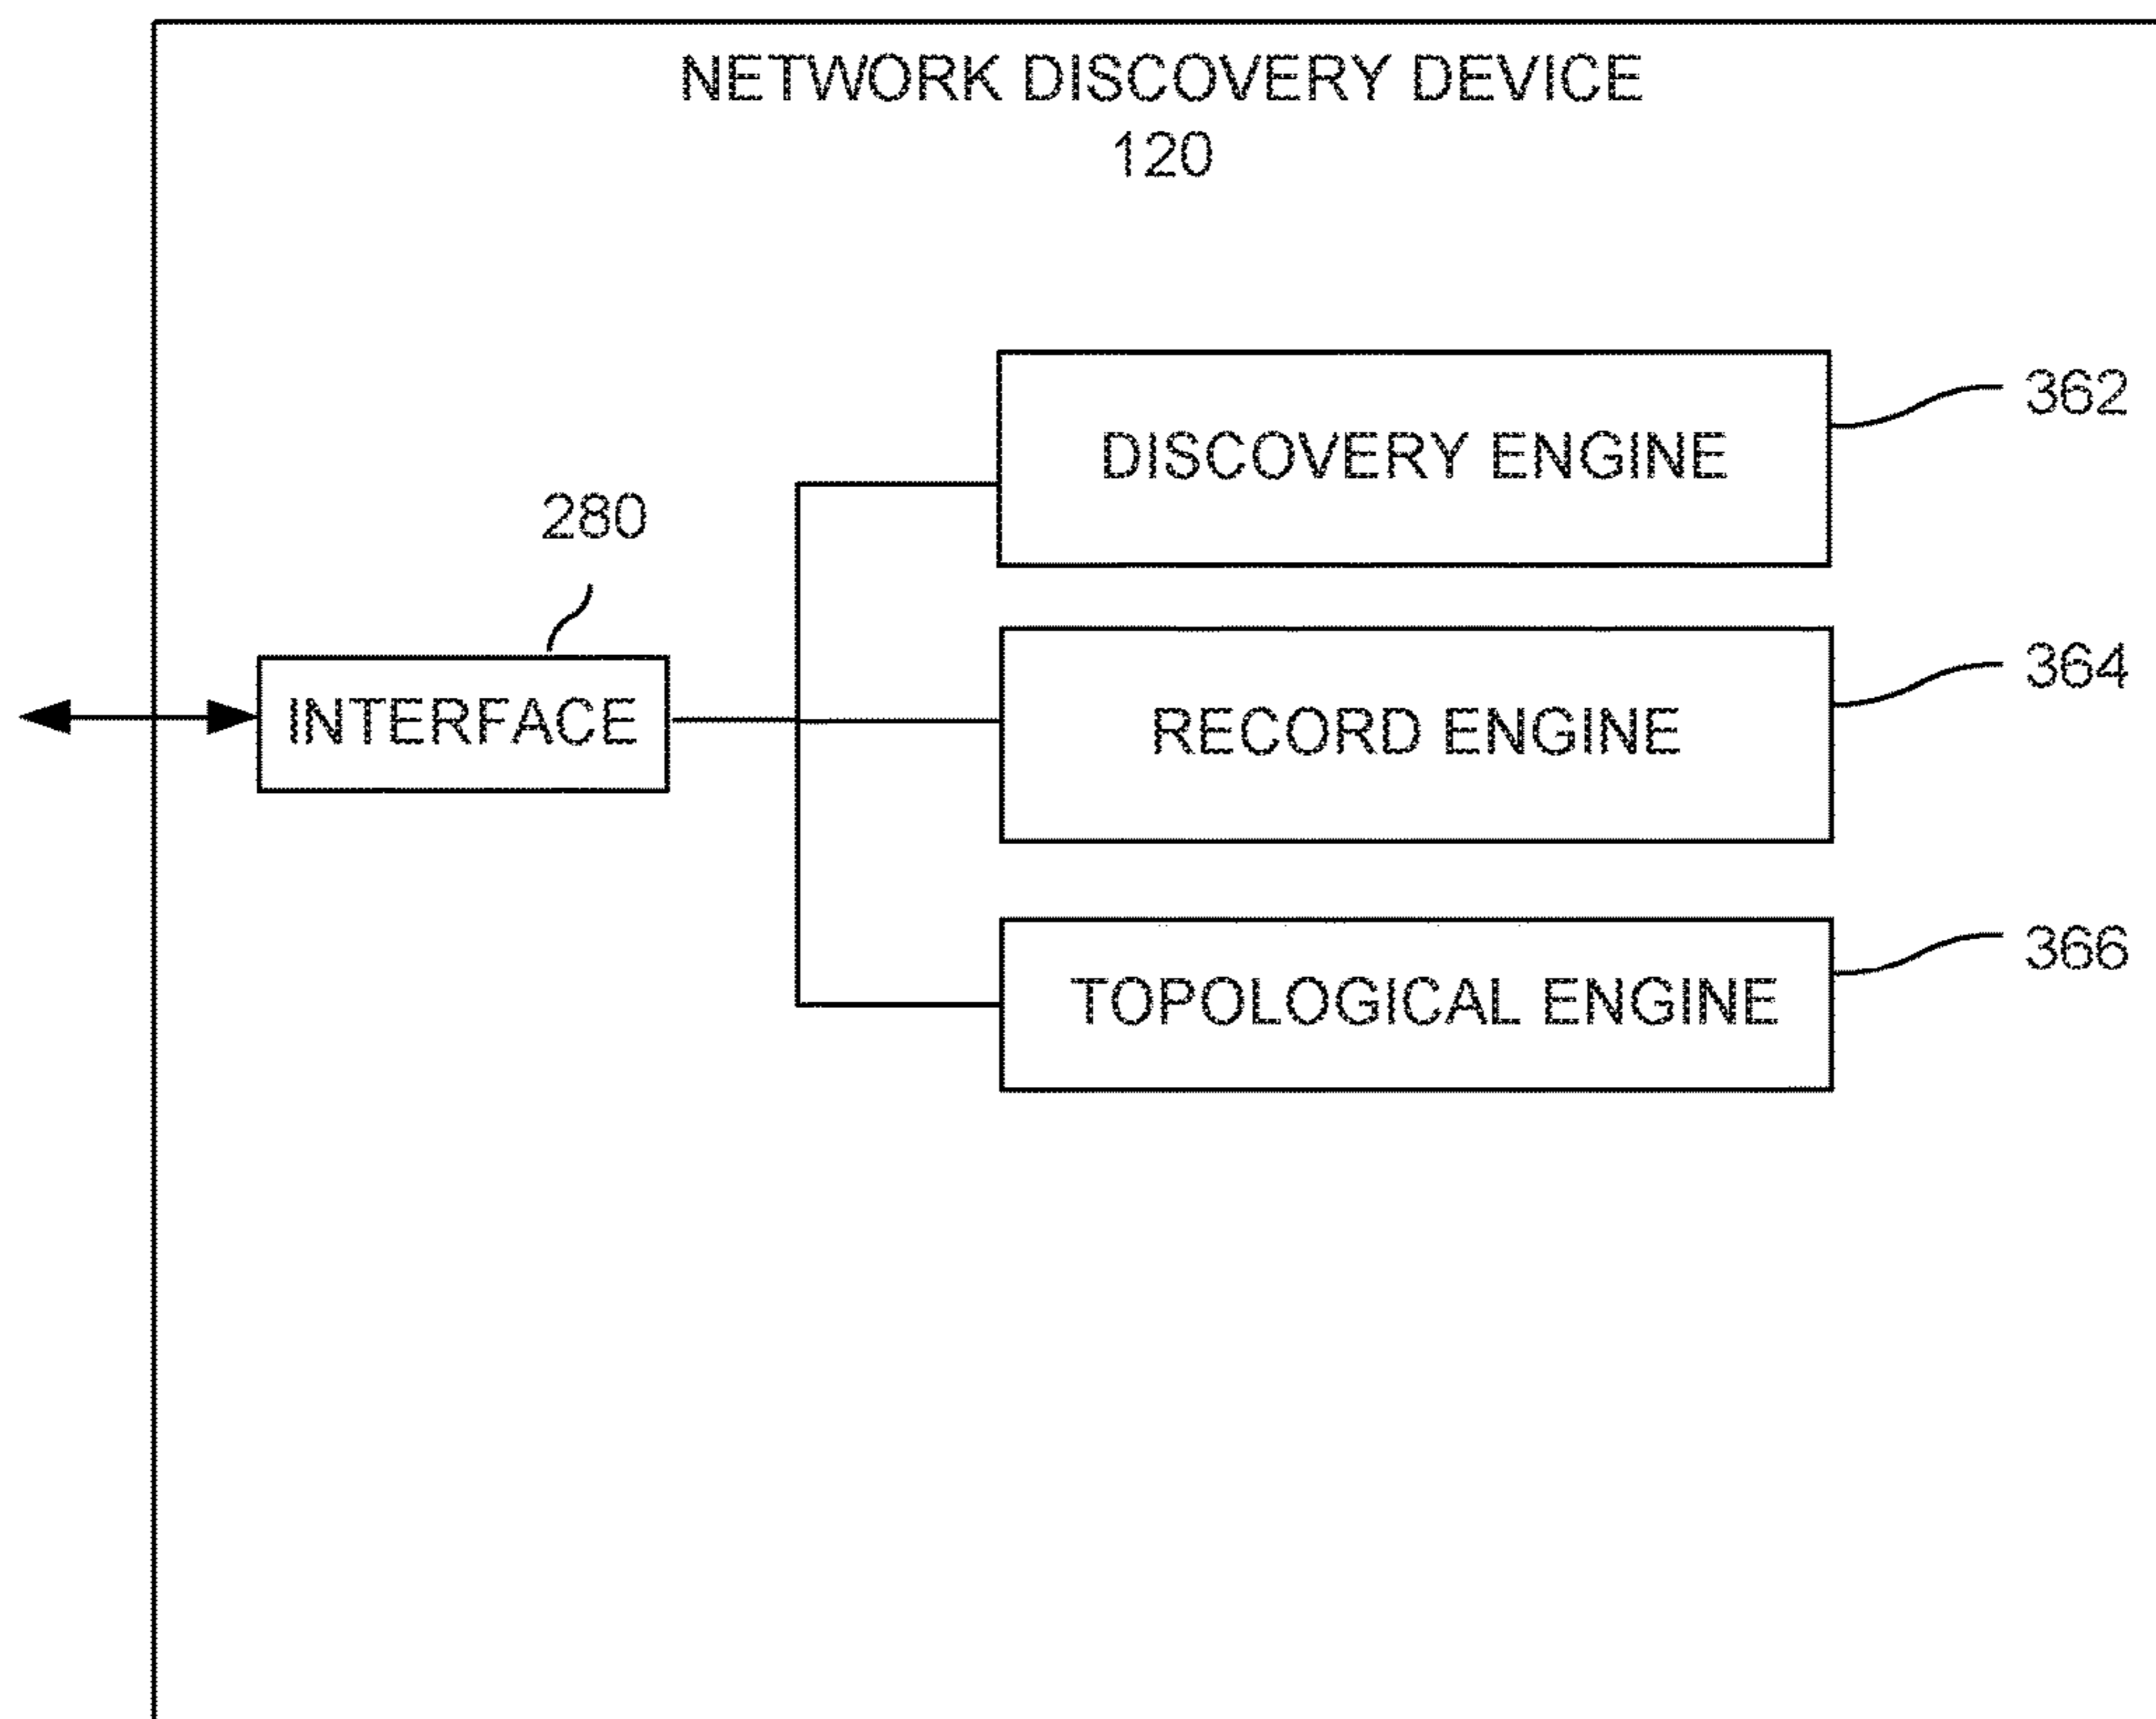 NETWORK DISCOVERY DEVICE
120
362
DISCOVERY ENGINE
280
364
INTERFACE
RECORD ENGINE
366
TOPOLOGICAL ENGINE